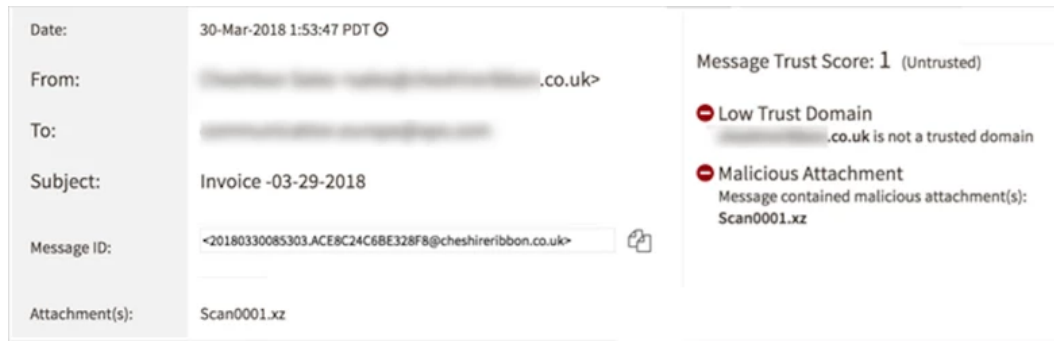 Date:
30-Mar-2018 1:53:47 PDT
From:
.co.uk>
To:
Subject:
Invoice -03-29-2018
Message ID:
<20180330085303.ACE8C24C6BE328F8@cheshireribbon.co.uk>
Attachment(s):
Scan0001.xz
Message Trust Score: 1 (Untrusted)
Low Trust Domain
.co.uk is not a trusted domain
Malicious Attachment
Message contained malicious attachment(s):
Scan0001.xz